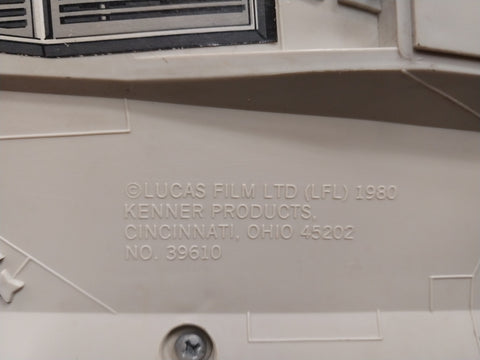 ©LUCAS FILM LTD (LFL) 1980
KENNER PRODUCTS,
CINCINNATI, OHIO 45202
NO. 39610